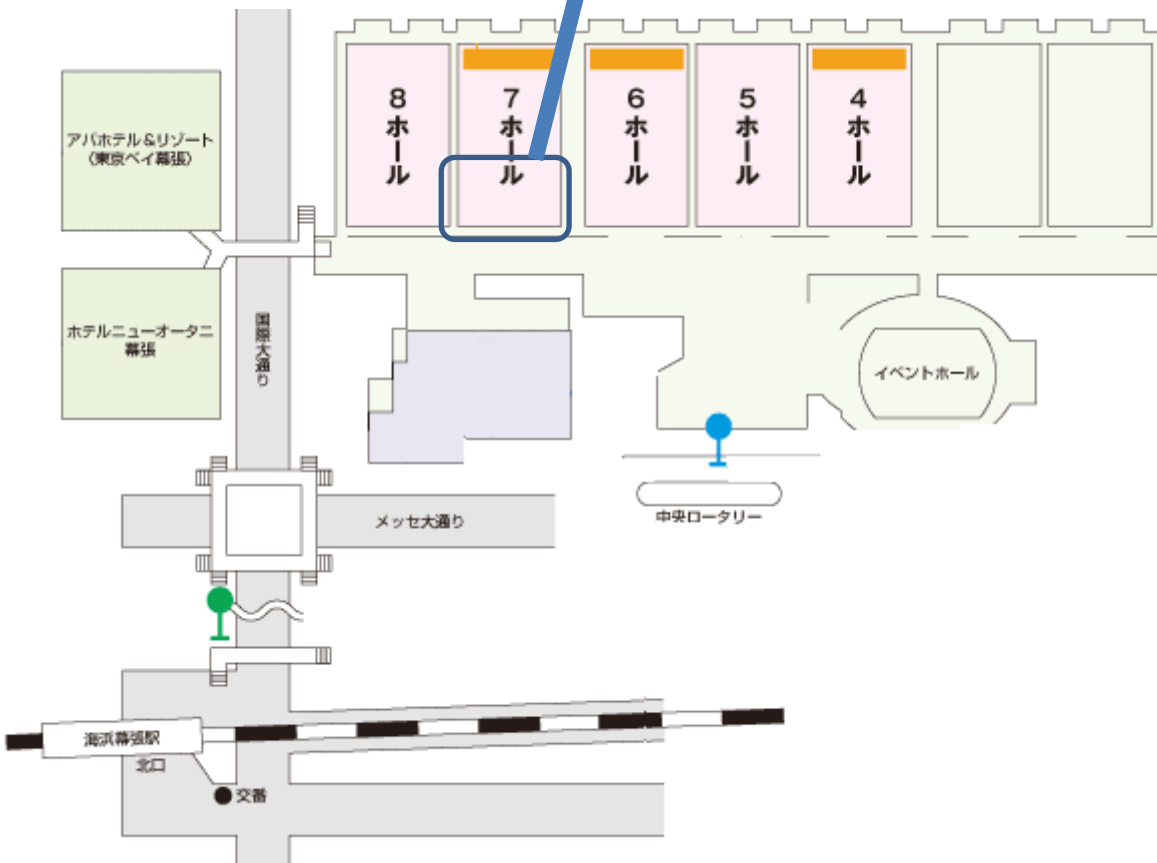 8ホール
7ホール
6ホール
5ホール
4ホール
アパホテル&リゾート
(東京ベイ幕張)
ホテルニューオータニ
幕張
国際大通り
イベントホール
メッセ大通り
中央ロータリー
海浜幕張駅
北口
交番